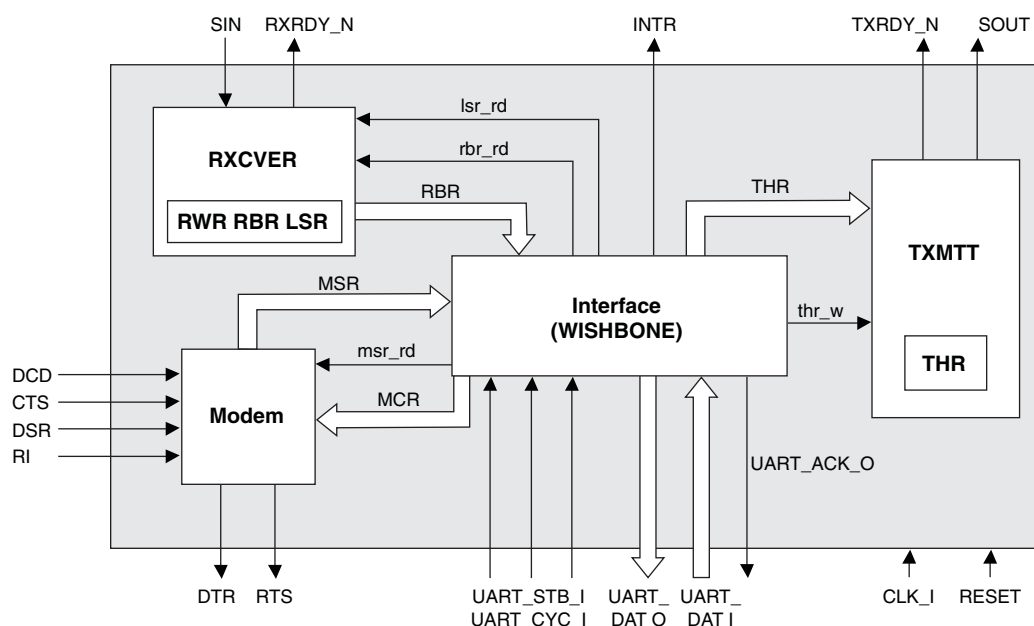 SIN RXRDY_N INTR TXRDY_N SOUT
lsr_rd
RXCVER
rbr_rd
RBR
THR
RWR RBR LSR
TXMTT
MSR
Interface
(WISHBONE)
thr_w
msr_rd
THR
DCD
MCR
CTS
Modem
DSR
RI
UART_ACK_O
DTR RTS UART_STB_I UART_ UART_ CLK_I RESET
UART_CYC_I DAT O DAT I